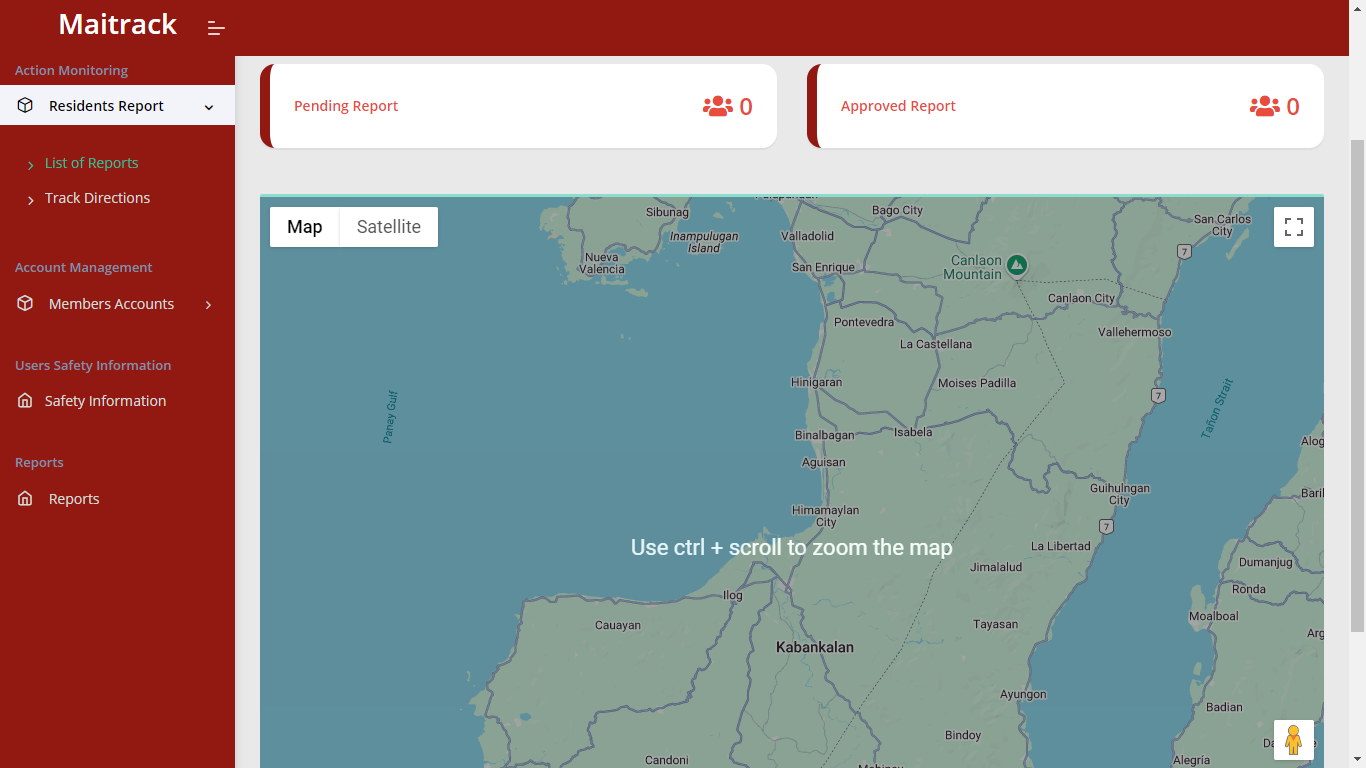 Maitrack
Action Monitoring
Residents Report
List of Reports
Track Directions
Account Management
Members Accounts
Users Safety Information
Safety Information
Reports
Reports
Pending Report
0
Approved Report
0
Map
Satellite
Sibunag
Inampulugan
Island
Nueva
Valencia
Valladolid
Bago City
San Carlos
City
7
San Enrique
Canlaon
Mountain
Canlaon City
Pontevedra
Vallehermoso
La Castellana
Hinigaran
Moises Padilla
7
Panay Gulf
Tañon Strait
Binalbagan
Isabela
Alog
Aguisan
Guihulngan
City
Bari
Himamaylan
City
7
Use ctrl + scroll to zoom the map
La Libertad
Jimalalud
Dumanjug
Ilog
Ronda
Moalboal
Cauayan
Tayasan
Arg
Kabankalan
Ayungon
Badian
Bindoy
Da
Candoni
Alegría